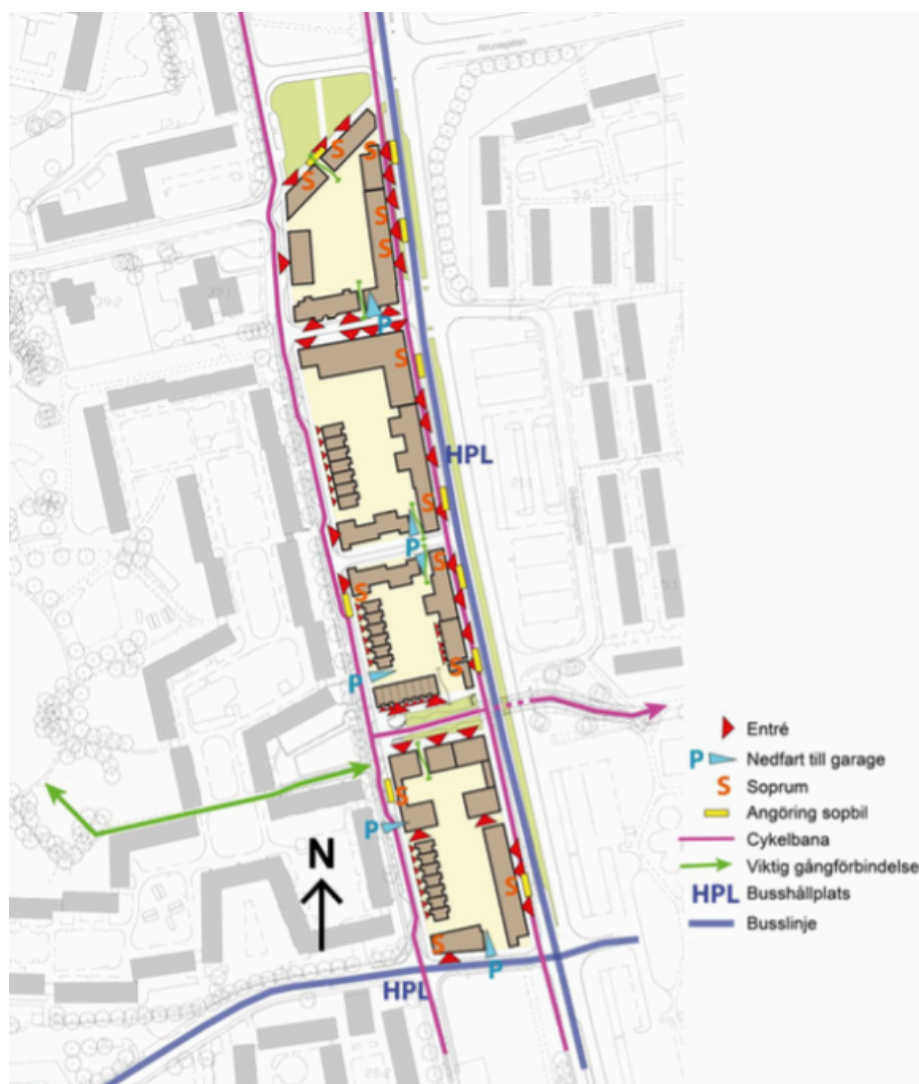 S
S
S
S
S
P
S
HPL
S
P
S
S
S
P
N
S
P
S
S
P
HPL
Entré
P Nedfart till garage
S Soprum
Angöring sopbil
Cykelbana
Viktig gångförbindelse
HPL Busshållplats
Busslinje